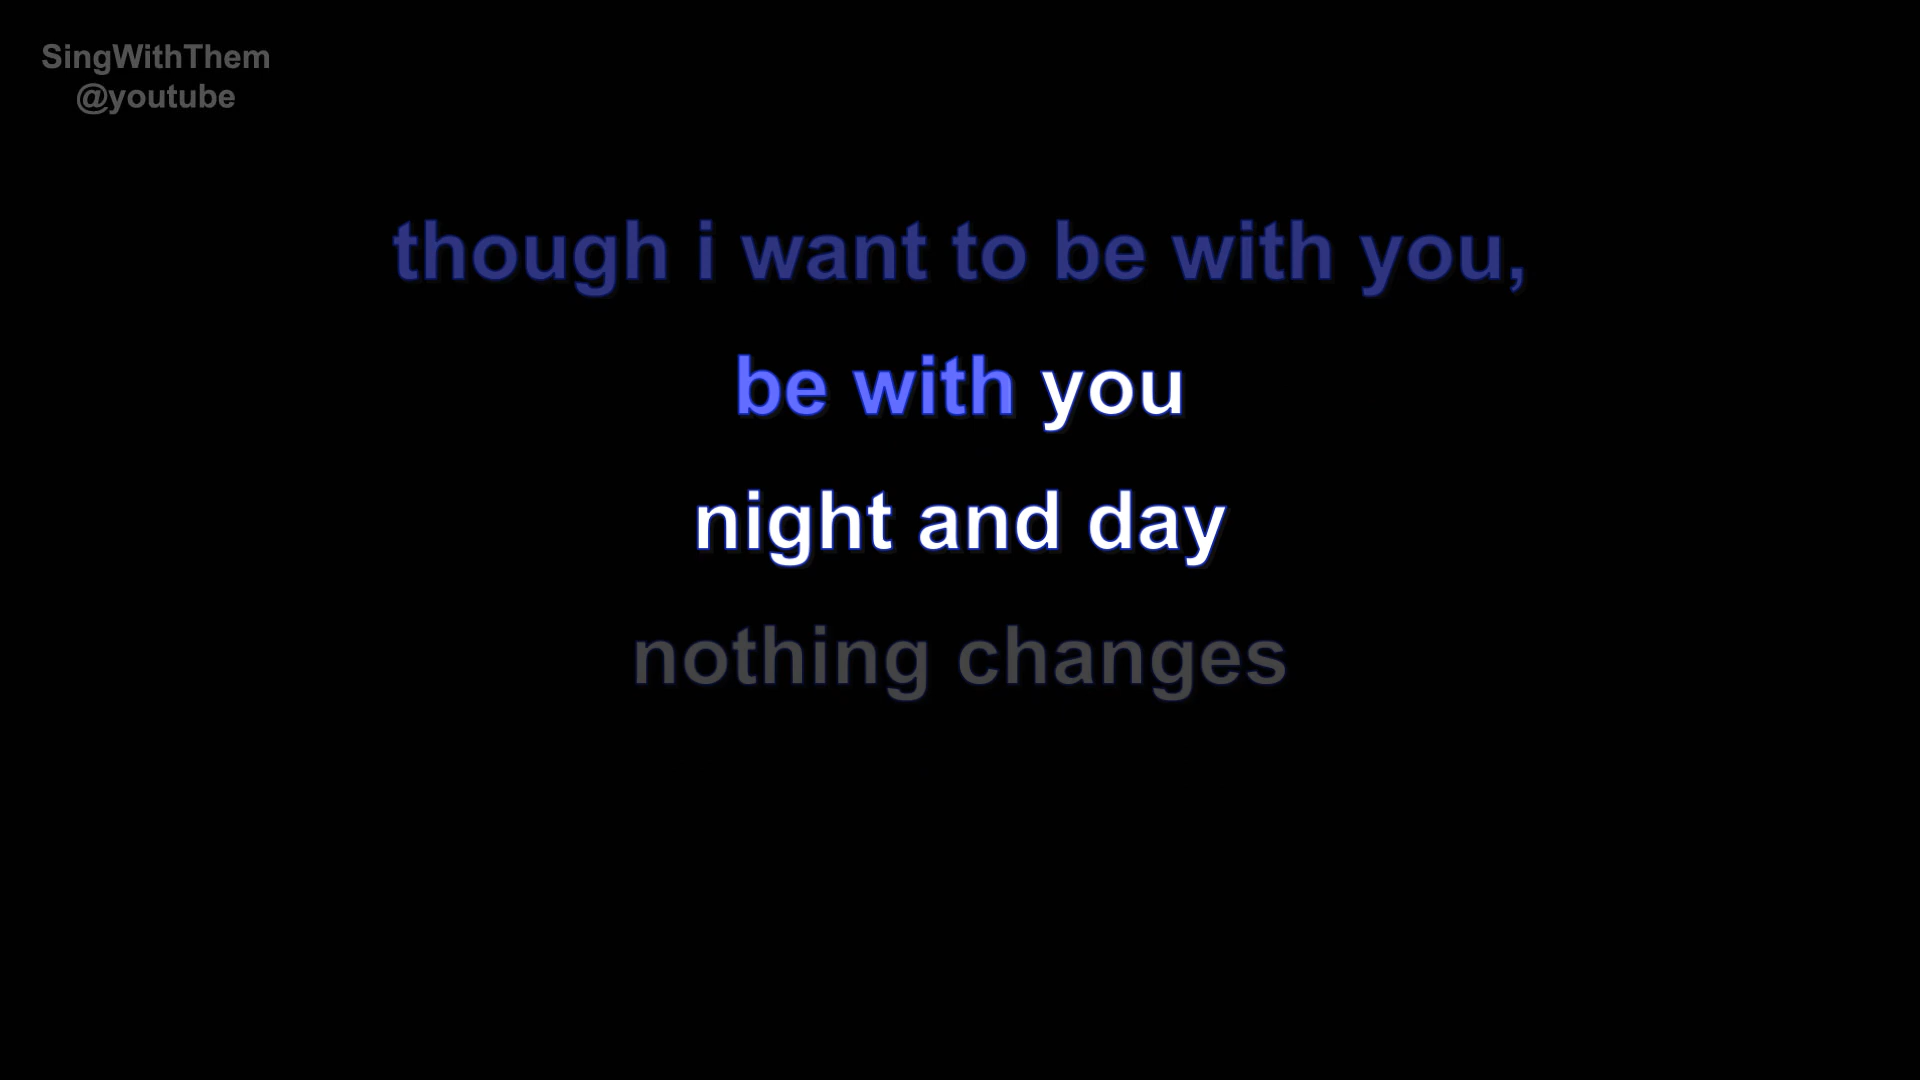 SingWithThem
@youtube
though i want to be with you,
be with you
night and day
nothing changes